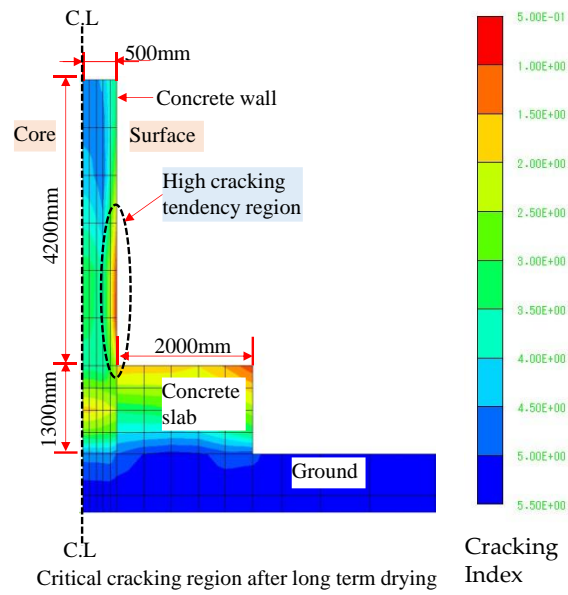 C.L
500mm
Concrete wall
Core
Surface
High cracking
tendency region
4200mm
2000mm
1300mm
Concrete
slab
Ground
C.L
Critical cracking region after long term drying
5.00E-01
1.00E+00
1.50E+00
2.00E+00
2.50E+00
3.00E+00
3.50E+00
4.00E+00
4.50E+00
5.00E+00
5.50E+00
Cracking
Index